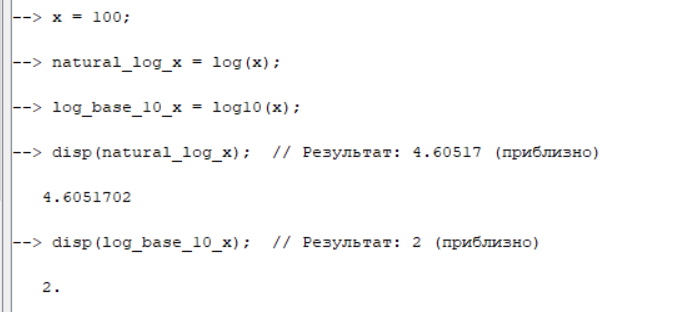 --> x = 100;
--> natural_log_x = log(x);
--> log_base_10_x = log10(x);
--> disp(natural_log_x);  // Результат: 4.60517 (приблизно)
4.6051702
--> disp(log_base_10_x);  // Результат: 2 (приблизно)
2.